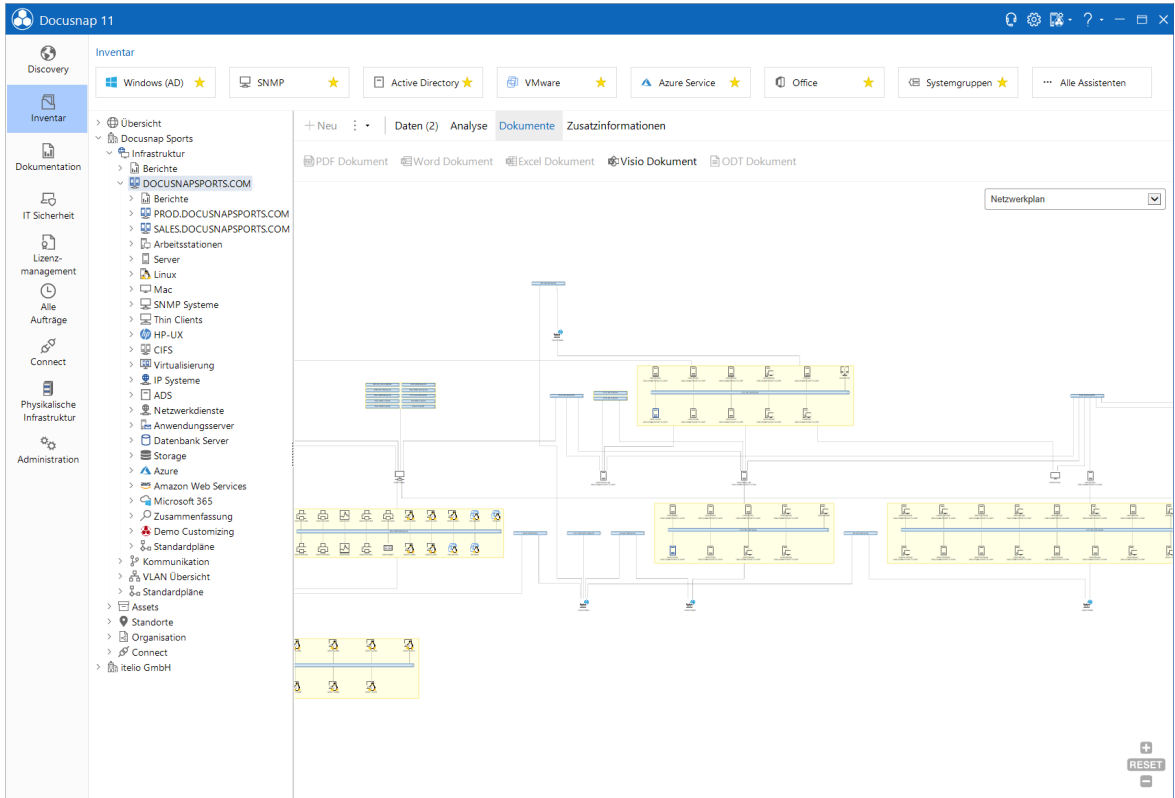 Docusnap 11
Discovery
Inventar
Dokumentation
IT Sicherheit
Lizenz-
management
Alle
Aufträge
Connect
Physikalische
Infrastruktur
Administration
Inventar
Windows (AD)
SNMP
Active Directory
VMware
Azure Service
Office
Systemgruppen
Alle Assistenten
Übersicht
Docusnap Sports
Infrastruktur
Berichte
DOCUSNAPSPORTS.COM
Berichte
PROD.DOCUSNAPSPORTS.COM
SALES.DOCUSNAPSPORTS.COM
Arbeitsstationen
Server
Linux
Mac
SNMP Systeme
Thin Clients
HP-UX
CIFS
Virtualisierung
IP Systeme
ADS
Netzwerkdienste
Anwendungsserver
Datenbank Server
Storage
Azure
Amazon Web Services
Microsoft 365
Zusammenfassung
Demo Customizing
Standardpläne
Kommunikation
VLAN Übersicht
Standardpläne
Assets
Standorte
Organisation
Connect
itelio GmbH
Neu
Daten (2) Analyse Dokumente Zusatzinformationen
PDF Dokument Word Dokument Excel Dokument Visio Dokument ODT Dokument
Netzwerkplan
RESET